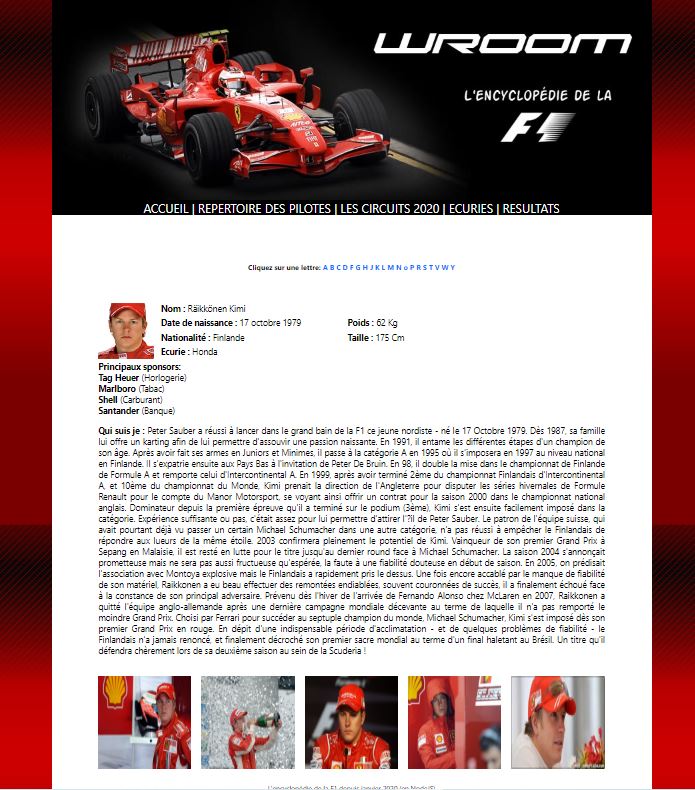 WROOM
L'ENCYCLOPÉDIE DE LA
F1
ACCUEIL | REPERTOIRE DES PILOTES | LES CIRCUITS 2020 | ECURIES | RESULTATS
Cliquez sur une lettre: A B C D F G H J K L M N o P R S T V W Y
Nom : Räikkönen Kimi
Date de naissance : 17 octobre 1979 Poids : 62 Kg
Nationalité : Finlande Taille : 175 Cm
Ecurie : Honda
Principaux sponsors:
Tag Heuer (Horlogerie)
Marlboro (Tabac)
Shell (Carburant)
Santander (Banque)
Qui suis je : Peter Sauber a réussi à lancer dans le grand bain de la F1 ce jeune nordiste - né le 17 Octobre 1979. Dès 1987, sa famille
lui offre un karting afin de lui permettre d'assouvir une passion naissante. En 1991, il entame les différentes étapes d'un champion de
son âge. Après avoir fait ses armes en Juniors et Minimes, il passe à la catégorie A en 1995 où il s'imposera en 1997 au niveau national
en Finlande. Il s'expatrie ensuite aux Pays Bas à l'invitation de Peter De Bruin. En 98, il double la mise dans le championnat de Finlande
de Formule A et remporte celui d'Intercontinental A. En 1999, après avoir terminé 2ème du championnat Finlandais d'Intercontinental
A, et 10ème championnat du Monde, Kimi prenait la direction de l'Angleterre pour disputer les séries hivernales de Formule
Renault pour le compte du Manor Motorsport, se voyant ainsi offrir un contrat pour la saison 2000 dans le championnat national
anglais. Dominateur depuis la première épreuve qu'il a terminé sur le podium (3ème), Kimi s'est ensuite facilement imposé dans la
catégorie. Expérience suffisante ou pas, c'était assez pour lui permettre d'attirer l'?il de Peter Sauber. Le patron de l'équipe suisse, qui
avait pourtant déjà vu passer un certain Michael Schumacher dans une autre catégorie, n'a pas réussi à empêcher le Finlandais de
répondre aux lueurs de la même étoile. 2003 confirmera pleinement le potentiel de Kimi. Vainqueur de son premier Grand Prix à
Sepang en Malaisie, il est resté en lutte pour le titre jusqu'au dernier round face à Michael Schumacher. La saison 2004 s'annonçait
prometteuse mais ne sera pas aussi fructueuse qu'espérée, la faute à une fiabilité douteuse en début de saison. En 2005, on prédisait
l'association avec Montoya explosive mais le Finlandais a rapidement pris le dessus. Une fois encore accablé par le manque de fiabilité
de son matériel, Räikkonen a eu beau effectuer des remontées endiablées, souvent couronnées de succès, il a finalement échoué face
à la constance de son principal adversaire. Prévenu dès l'hiver de l'arrivée de Fernando Alonso chez McLaren en 2007, Raikkonen a
quitté l'équipe anglo-allemande après une dernière campagne mondiale décevante au terme de laquelle il n'a pas remporté le
moindre Grand Prix. Choisi par Ferrari pour succéder au septuple champion du monde, Michael Schumacher, Kimi s'est imposé dès son
premier Grand Prix en rouge. En dépit d'une indispensable période d'acclimatation - et de quelques problèmes de fiabilité - le
Finlandais n'a jamais renoncé, et finalement décroché son premier sacre mondial au terme d'un final haletant au Brésil. Un titre qu'il
défendra chèrement lors de sa deuxième saison au sein de la Scuderia !
L'encyclopédie de la F1 depuis janvier 2020 (en NodeJS)